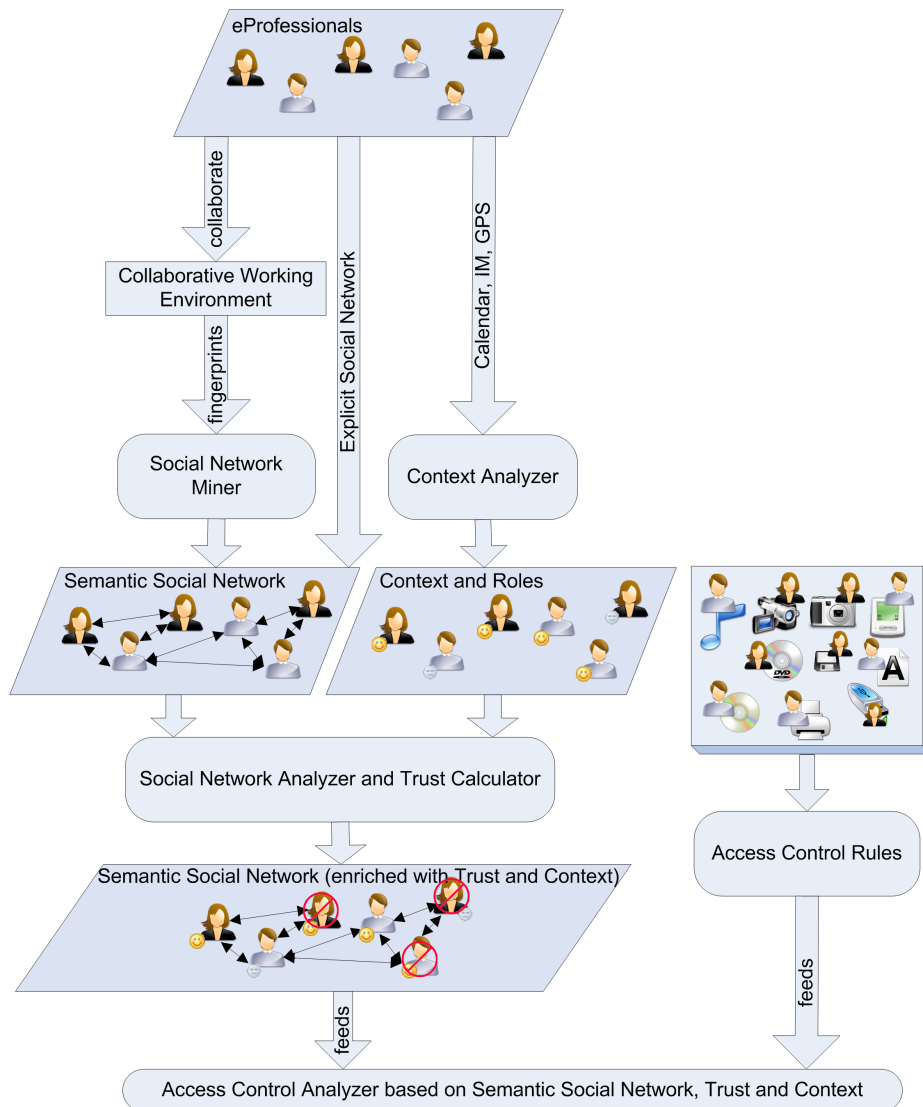 eProfessionals
collaborate
Explicit Social Network
Calendar, IM, GPS
Collaborative Working
Environment
fingerprints
Social Network
Miner
Context Analyzer
Semantic Social Network
Context and Roles
DVD
A
Social Network Analyzer and Trust Calculator
Access Control Rules
Semantic Social Network (enriched with Trust and Context)
feeds
feeds
Access Control Analyzer based on Semantic Social Network, Trust and Context